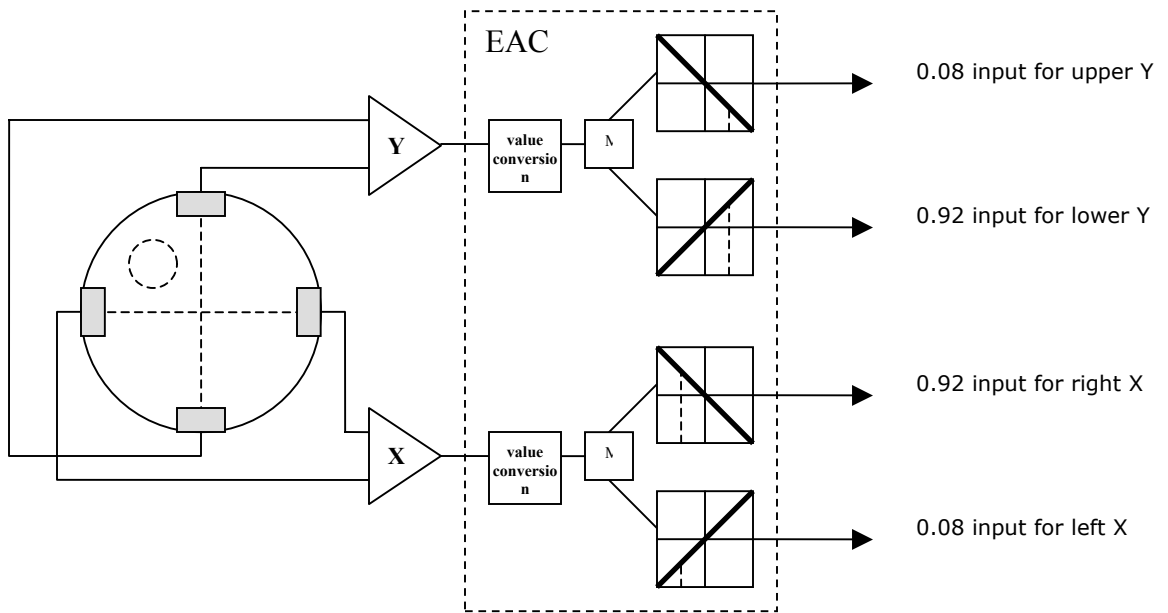 EAC
0.08 input for upper Y
Y
value
conversio
n
M
0.92 input for lower Y
0.92 input for right X
X
value
conversio
n
M
0.08 input for left X